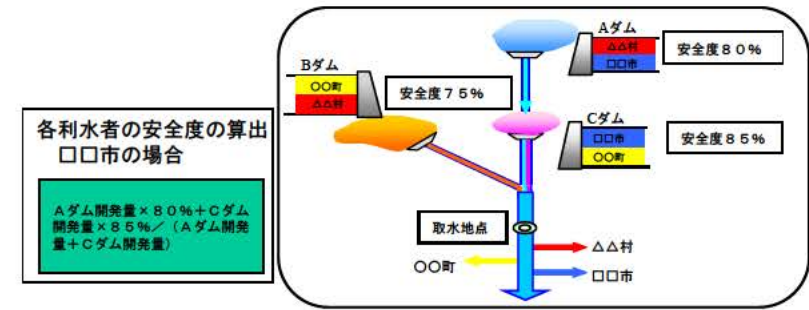 各利水者の安全度の算出
□□市の場合
Aダム開発量×80%+Cダム
開発量×85%/(Aダム開発
量+Cダム開発量)
Aダム
△△村
□□市
安全度80%
Bダム
○○町
△△村
安全度75%
Cダム
□□市
○○町
安全度85%
取水地点
△△村
○○町
□□市